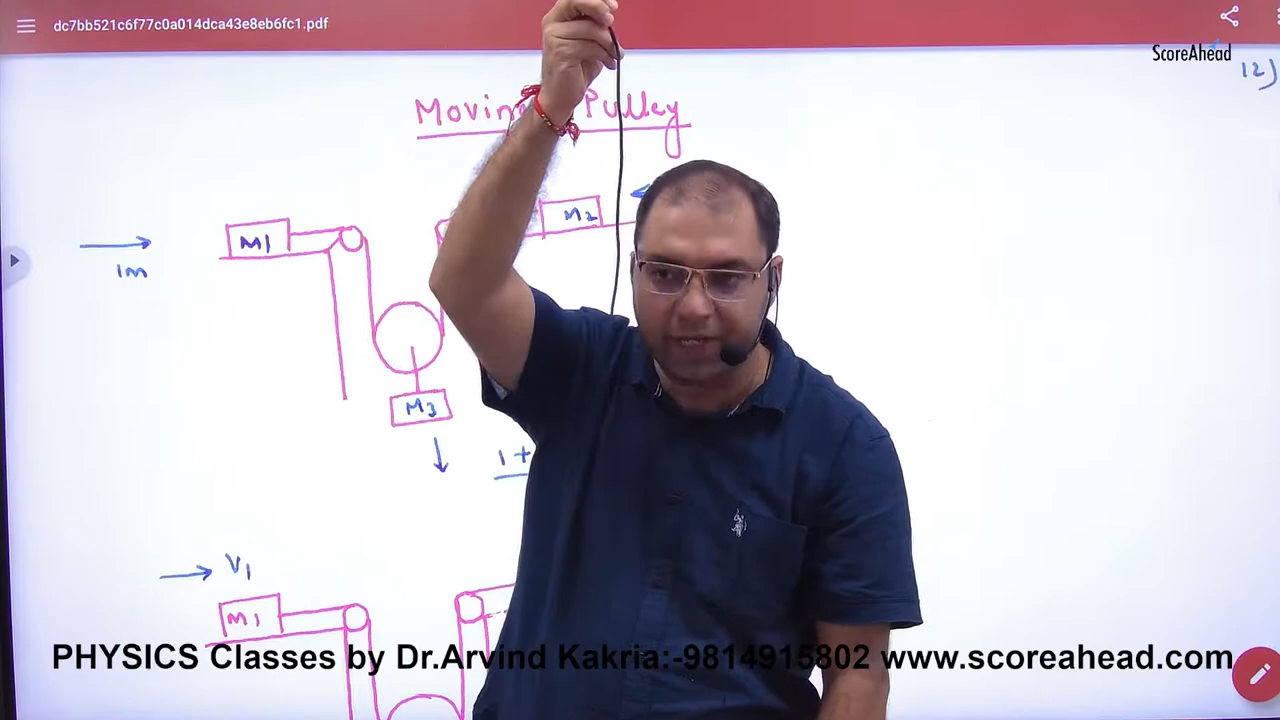 dc7bb521c6f77c0a014dca43e8eb6fc1.pdf
ScoreAhead
12)
Moving Pulley
M1
M2
1m
M3
1 +
V1
M1
PHYSICS Classes by Dr.Arvind Kakria:-9814915802 www.scoreahead.com